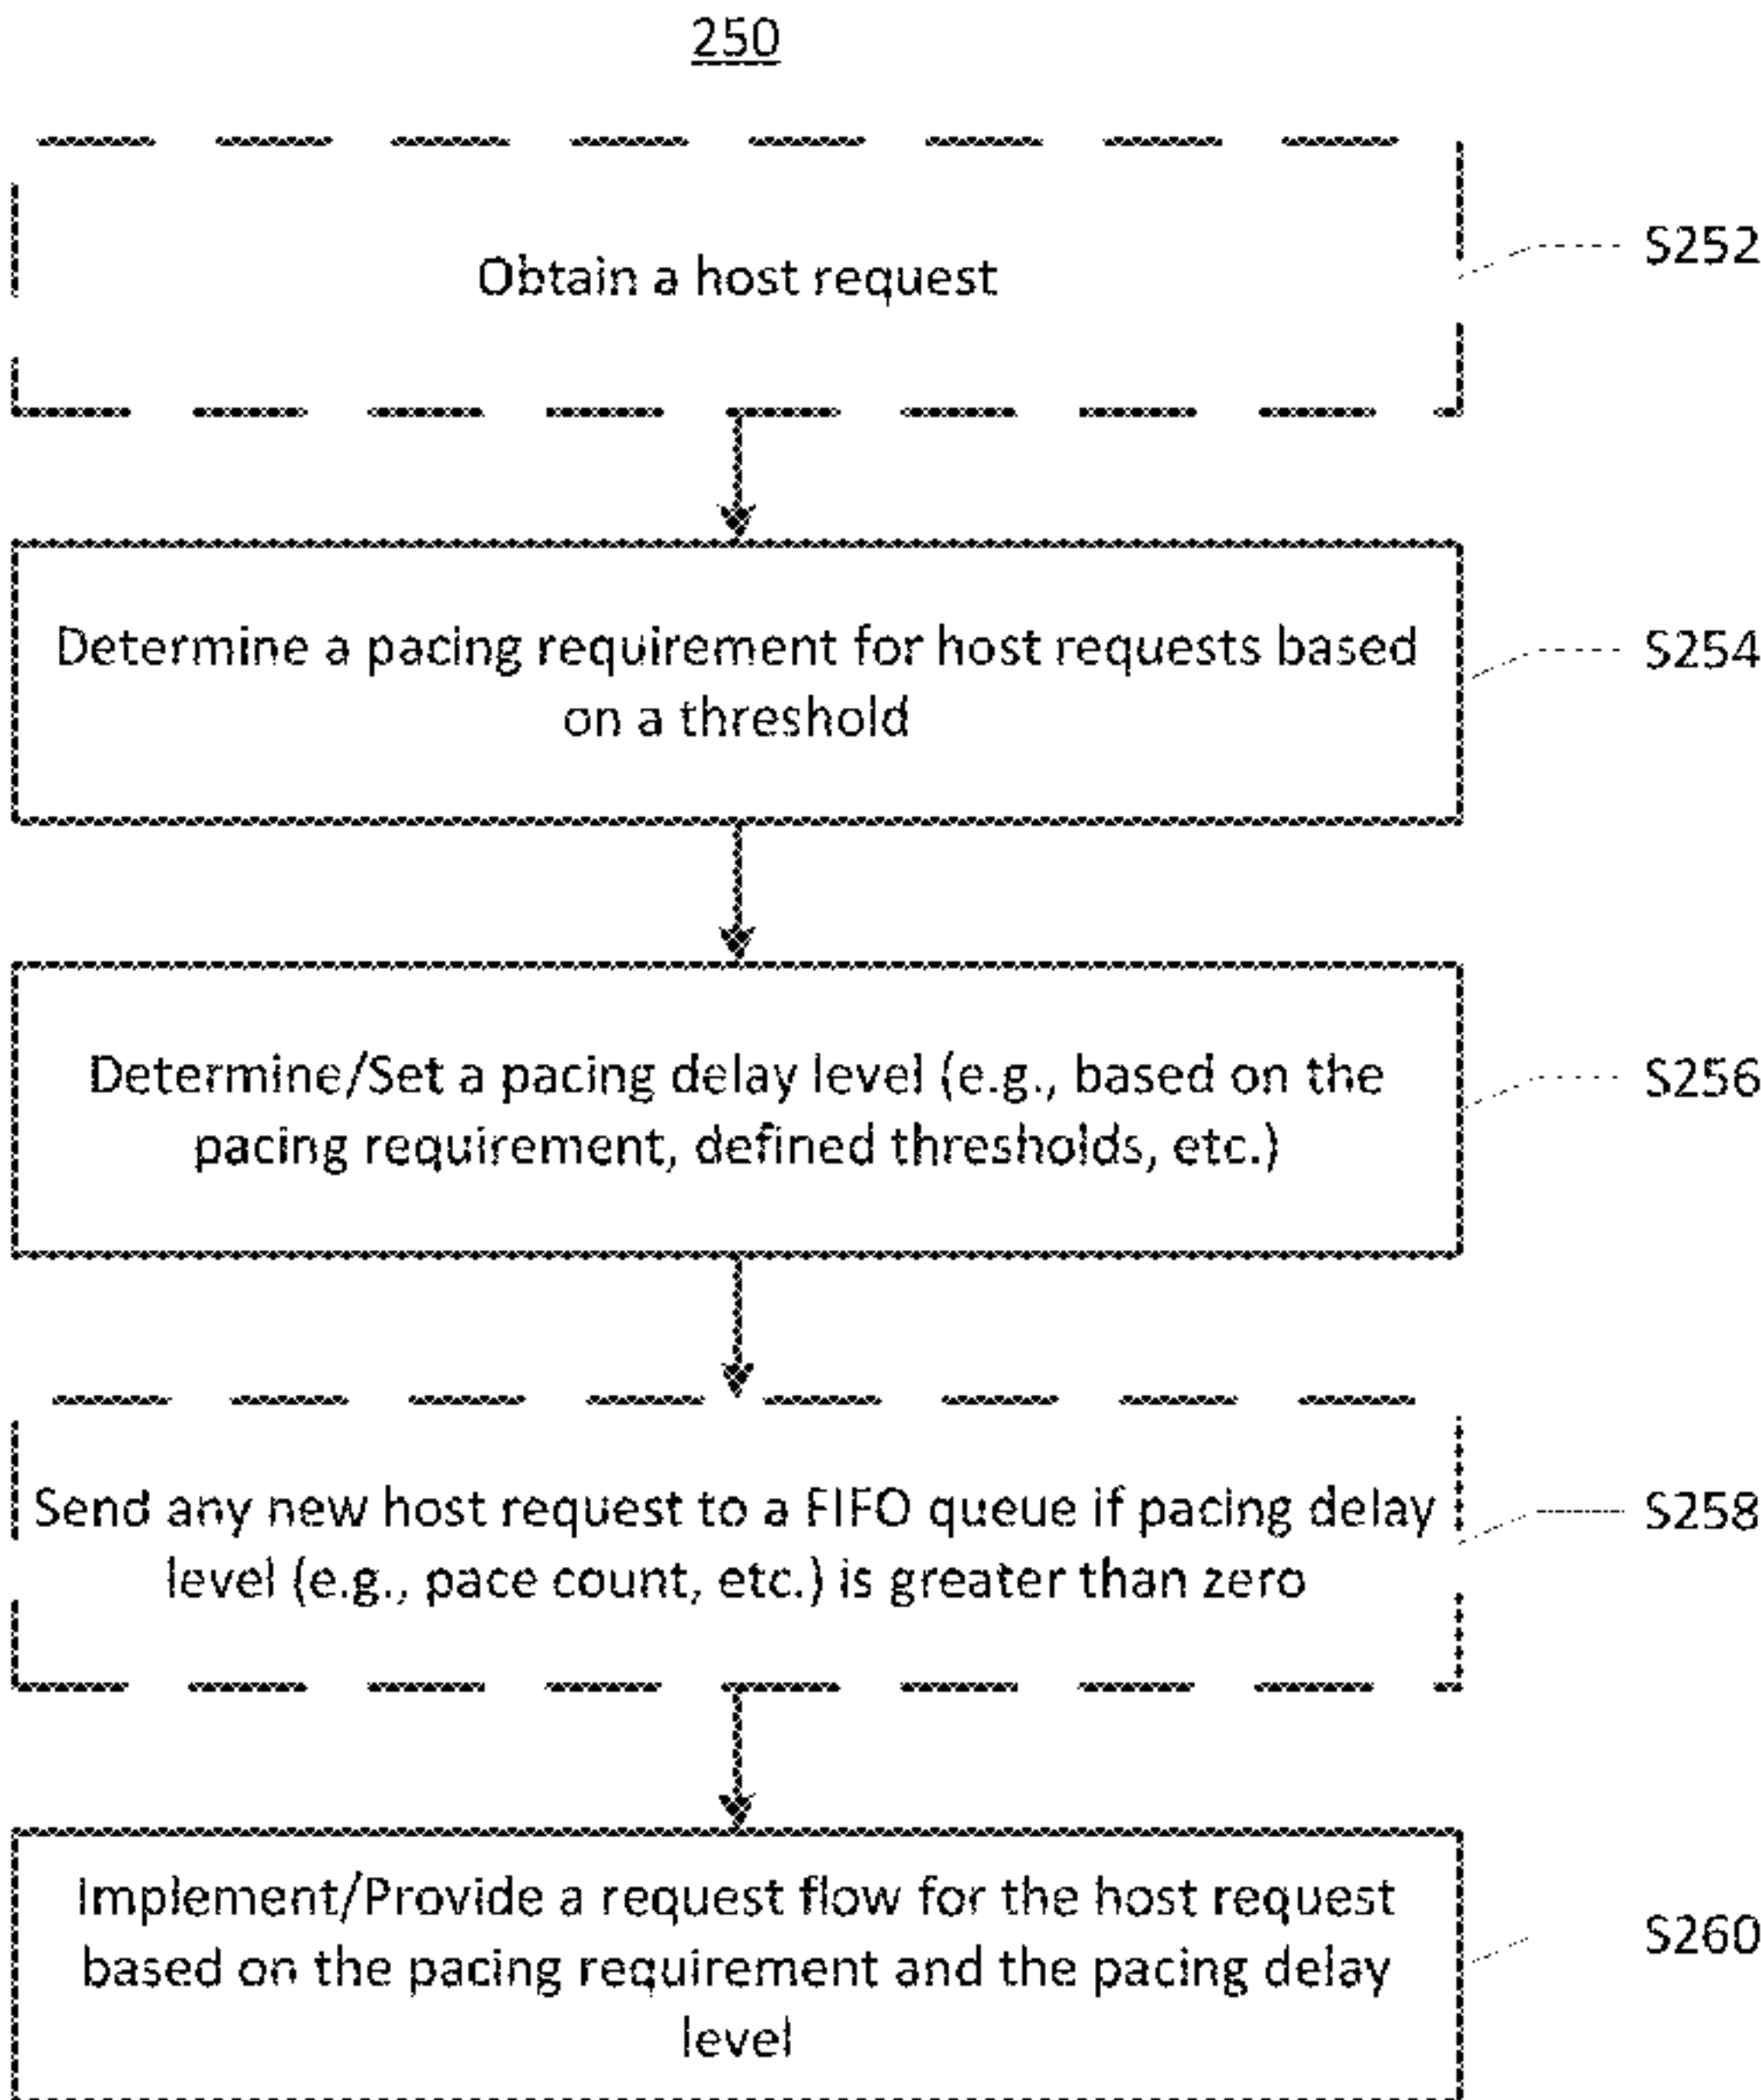 250
Obtain a host request
S252
Determine a pacing requirement for host requests based
on a threshold
S254
Determine/Set a pacing delay level (e.g., based on the
pacing requirement, defined thresholds, etc.)
S256
Send any new host request to a FIFO queue if pacing delay
level (e.g., pace count, etc.) is greater than zero
S258
Implement/Provide a request flow for the host request
based on the pacing requirement and the pacing delay
level
S260